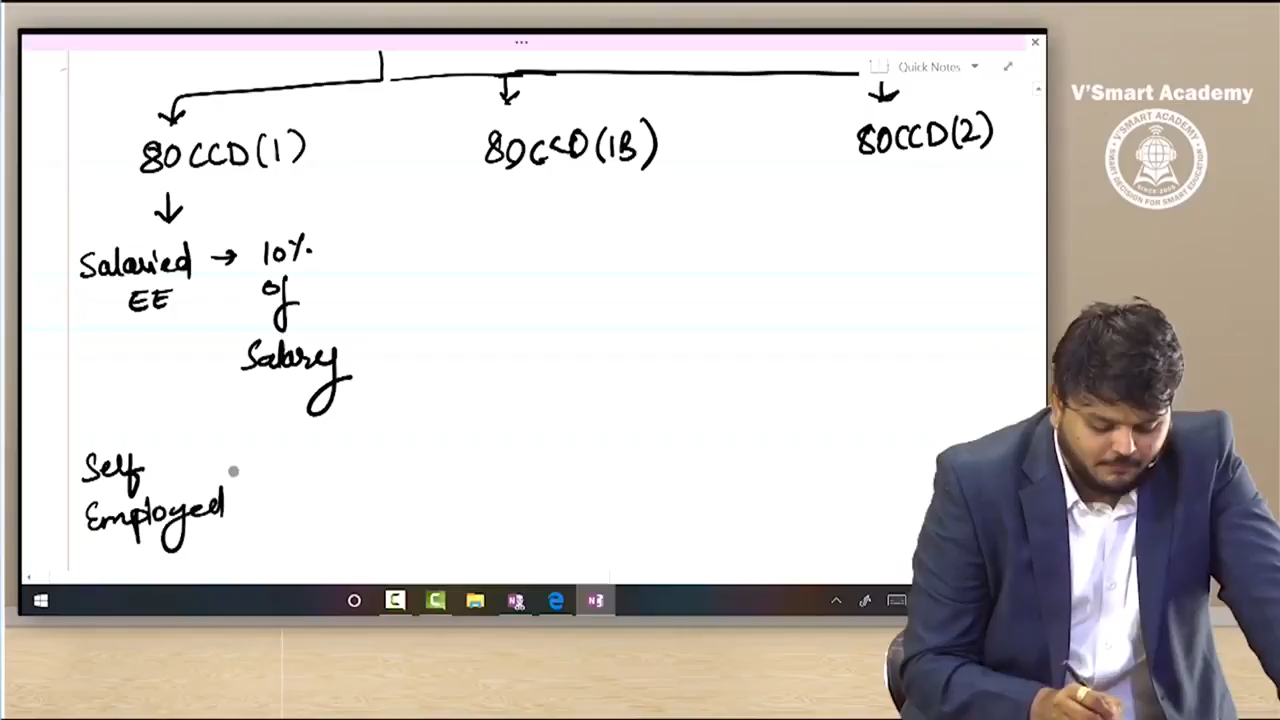 ...
Quick Notes
V'Smart Academy
80CCD(1)
80CCD(1B)
80CCD(2)
V'SMART ACADEMY
SINCE 2005
SMART DECISION FOR SMART EDUCATION
Salaried → 10%
EE
of
Salary
Self
Employed